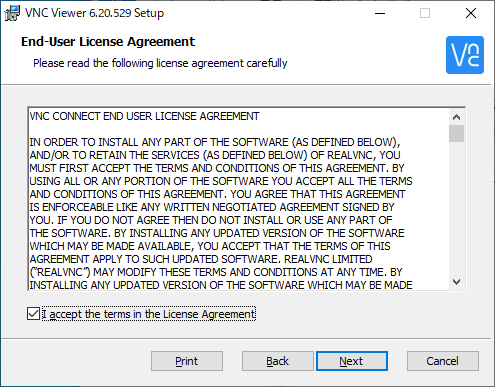 VNC Viewer 6.20.529 Setup
End-User License Agreement
Please read the following license agreement carefully
VNC CONNECT END USER LICENSE AGREEMENT
IN ORDER TO INSTALL ANY PART OF THE SOFTWARE (AS DEFINED BELOW),
AND/OR TO RETAIN THE SERVICES (AS DEFINED BELOW) OF REALVNC, YOU
MUST FIRST ACCEPT THE TERMS AND CONDITIONS OF THIS AGREEMENT. BY
USING ALL OR ANY PORTION OF THE SOFTWARE YOU ACCEPT ALL THE TERMS
AND CONDITIONS OF THIS AGREEMENT. YOU AGREE THAT THIS AGREEMENT
IS ENFORCEABLE LIKE ANY WRITTEN NEGOTIATED AGREEMENT SIGNED BY
YOU. IF YOU DO NOT AGREE THEN DO NOT INSTALL OR USE ANY PART OF
THE SOFTWARE. BY INSTALLING ANY UPDATED VERSION OF THE SOFTWARE
WHICH MAY BE MADE AVAILABLE, YOU ACCEPT THAT THE TERMS OF THIS
AGREEMENT APPLY TO SUCH UPDATED SOFTWARE. REALVNC LIMITED
("REALVNC") MAY MODIFY THESE TERMS AND CONDITIONS AT ANY TIME. BY
INSTALLING ANY UPDATED VERSION OF THE SOFTWARE WHICH MAY BE MADE
I accept the terms in the License Agreement
Print Back Next Cancel